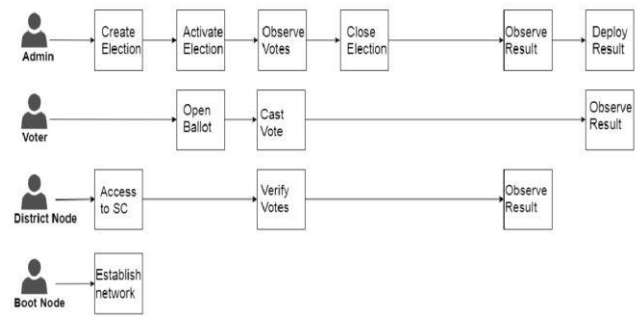 Create
Election
Activate
Election
Observe
Votes
Close
Election
Observe
Result
Deploy
Result
Admin
Open
Ballot
Cast
Vote
Observe
Result
Voter
Access
to SC
Verify
Votes
Observe
Result
District Node
Establish
network
Boot Node